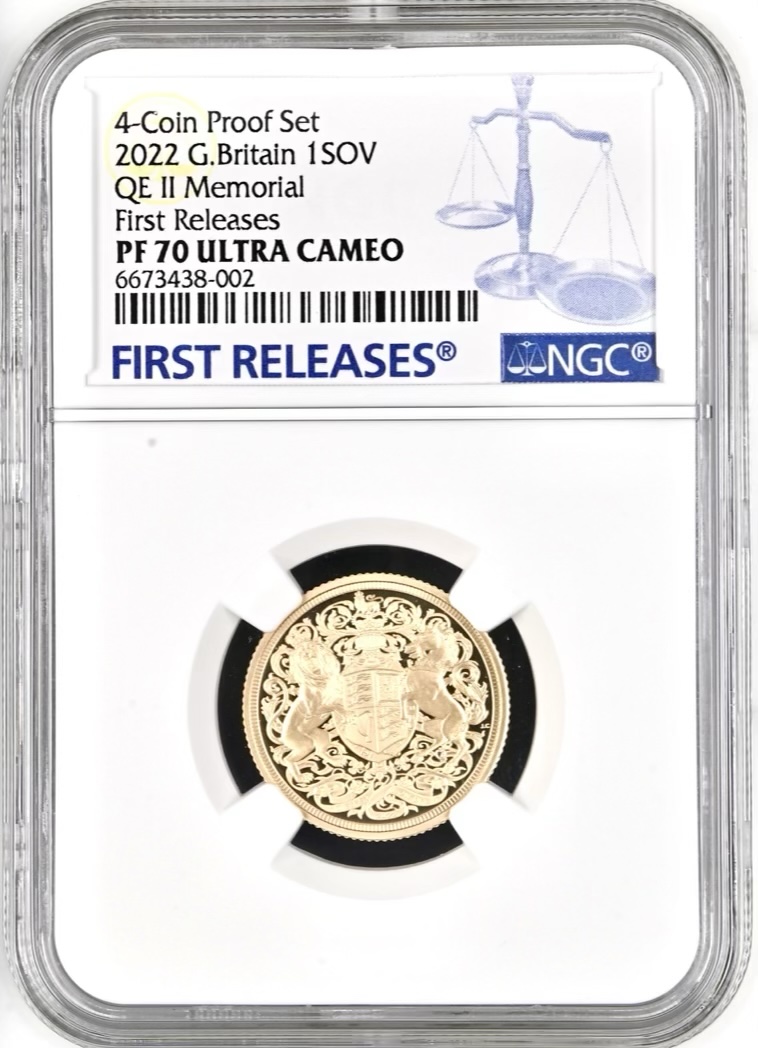 4-Coin Proof Set
2022 G.Britain 1SOV
QE II Memorial
First Releases
PF 70 ULTRA CAMEO
6673438-002
FIRST RELEASES®
NGC®